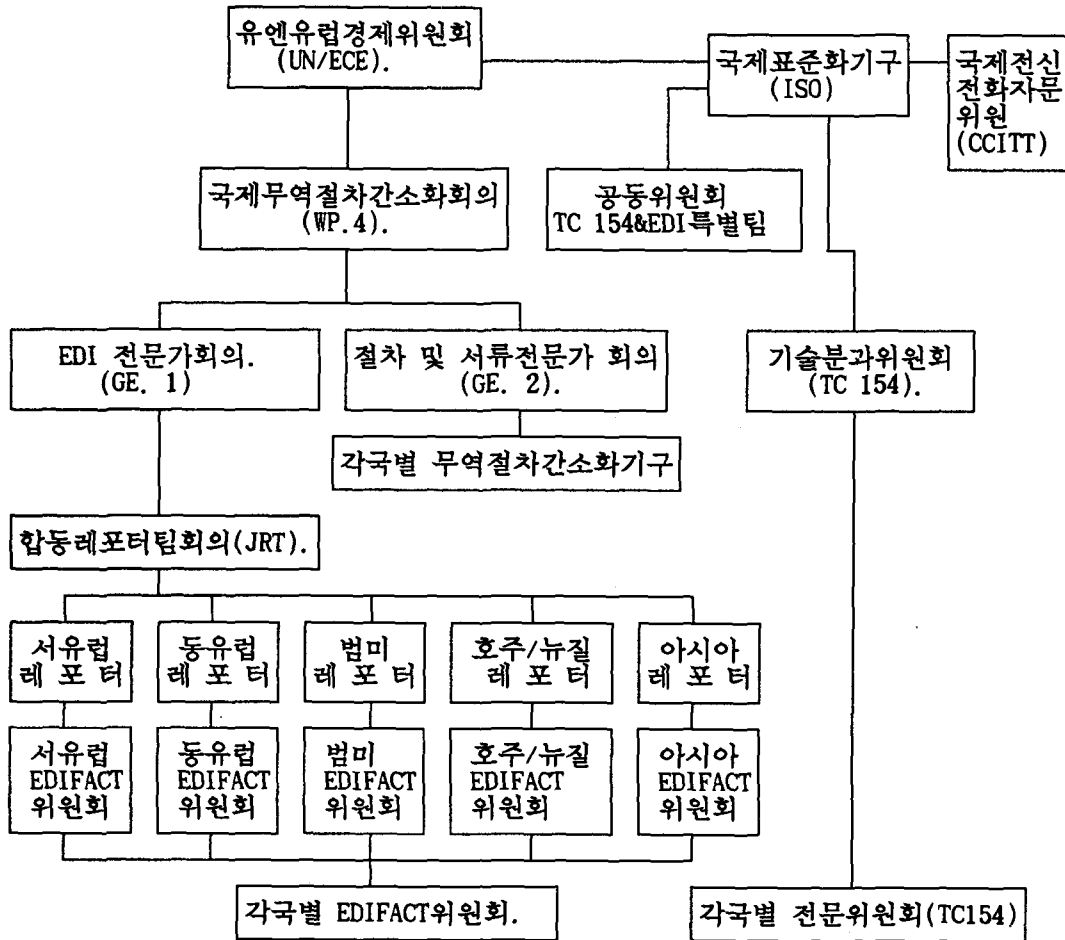 유엔유럽경제위원회
(UN/ECE).
국제표준화기구
(ISO)
국제전신
전화자문
위원
(CCITT)
국제무역절차간소화회의
(WP.4).
공동위원회
TC 154&EDI특별팀
EDI 전문가회의.
(GE. 1)
절차 및 서류전문가 회의
(GE. 2).
기술분과위원회
(TC 154).
각국별 무역절차간소화기구
합동레포터팀회의(JRT).
서유럽
레 포 터
동유럽
레 포 터
범미
레 포 터
호주/뉴질
레 포 터
아시아
레 포 터
서유럽
EDIFACT
위원회
동유럽
EDIFACT
위원회
범미
EDIFACT
위원회
호주/뉴질
EDIFACT
위원회
아시아
EDIFACT
위원회
각국별 EDIFACT위원회.
각국별 전문위원회(TC154)